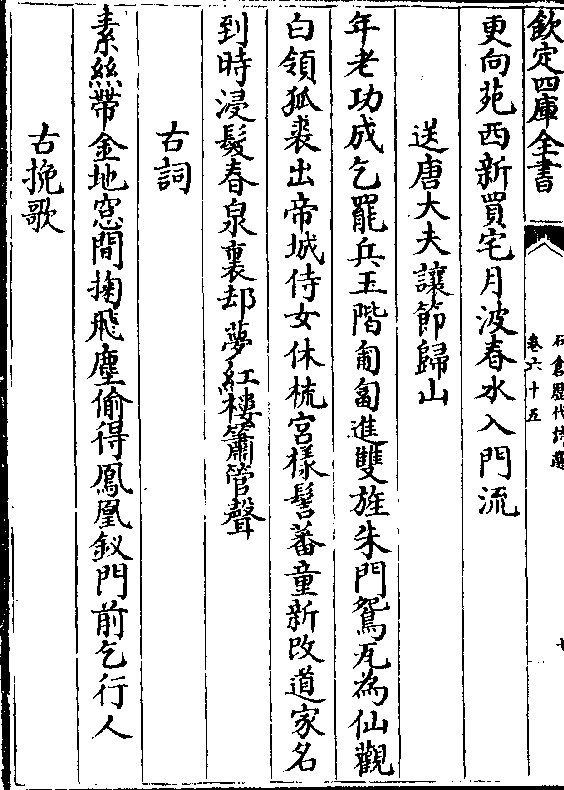 欽定四庫全書
石倉歷代詩選
卷六十五
更向苑西新買宅月波春水入門流
送唐大夫讓節歸山
年老功成乞罷兵玉階匍匐進雙旌朱門鴛瓦為仙觀
白領狐裘出帝城侍女休梳宮樣髻蕃童新改道家名
到時浸髮春泉裏却夢紅樓簫管聲
古詞
素絲帶金地窓間掬飛塵偷得鳳凰釵門前乞行人
古挽歌